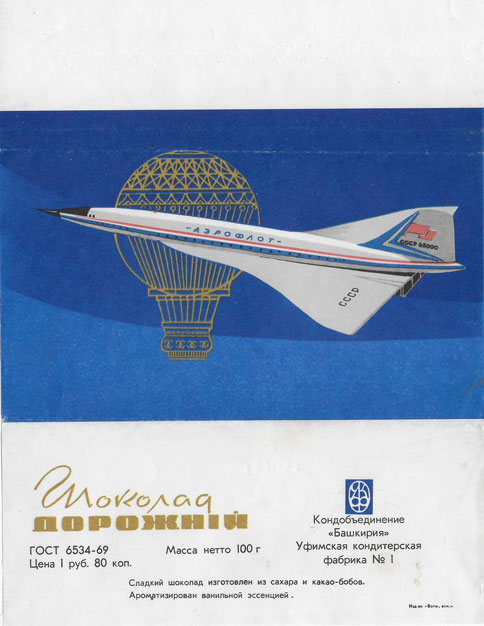 - АЭРОФЛОТ -
СССР 68000
СССР
Шоколад
ДОРОЖНІЙ
ГОСТ 6534-69
Масса нетто 100 г
Цена 1 руб. 80 коп.
Кондобъединение
«Башкирия»
Уфимская кондитерская
фабрика № 1
Сладкий шоколад изготовлен из сахара и какао-бобов.
Ароматизирован ванильной эссенцией.